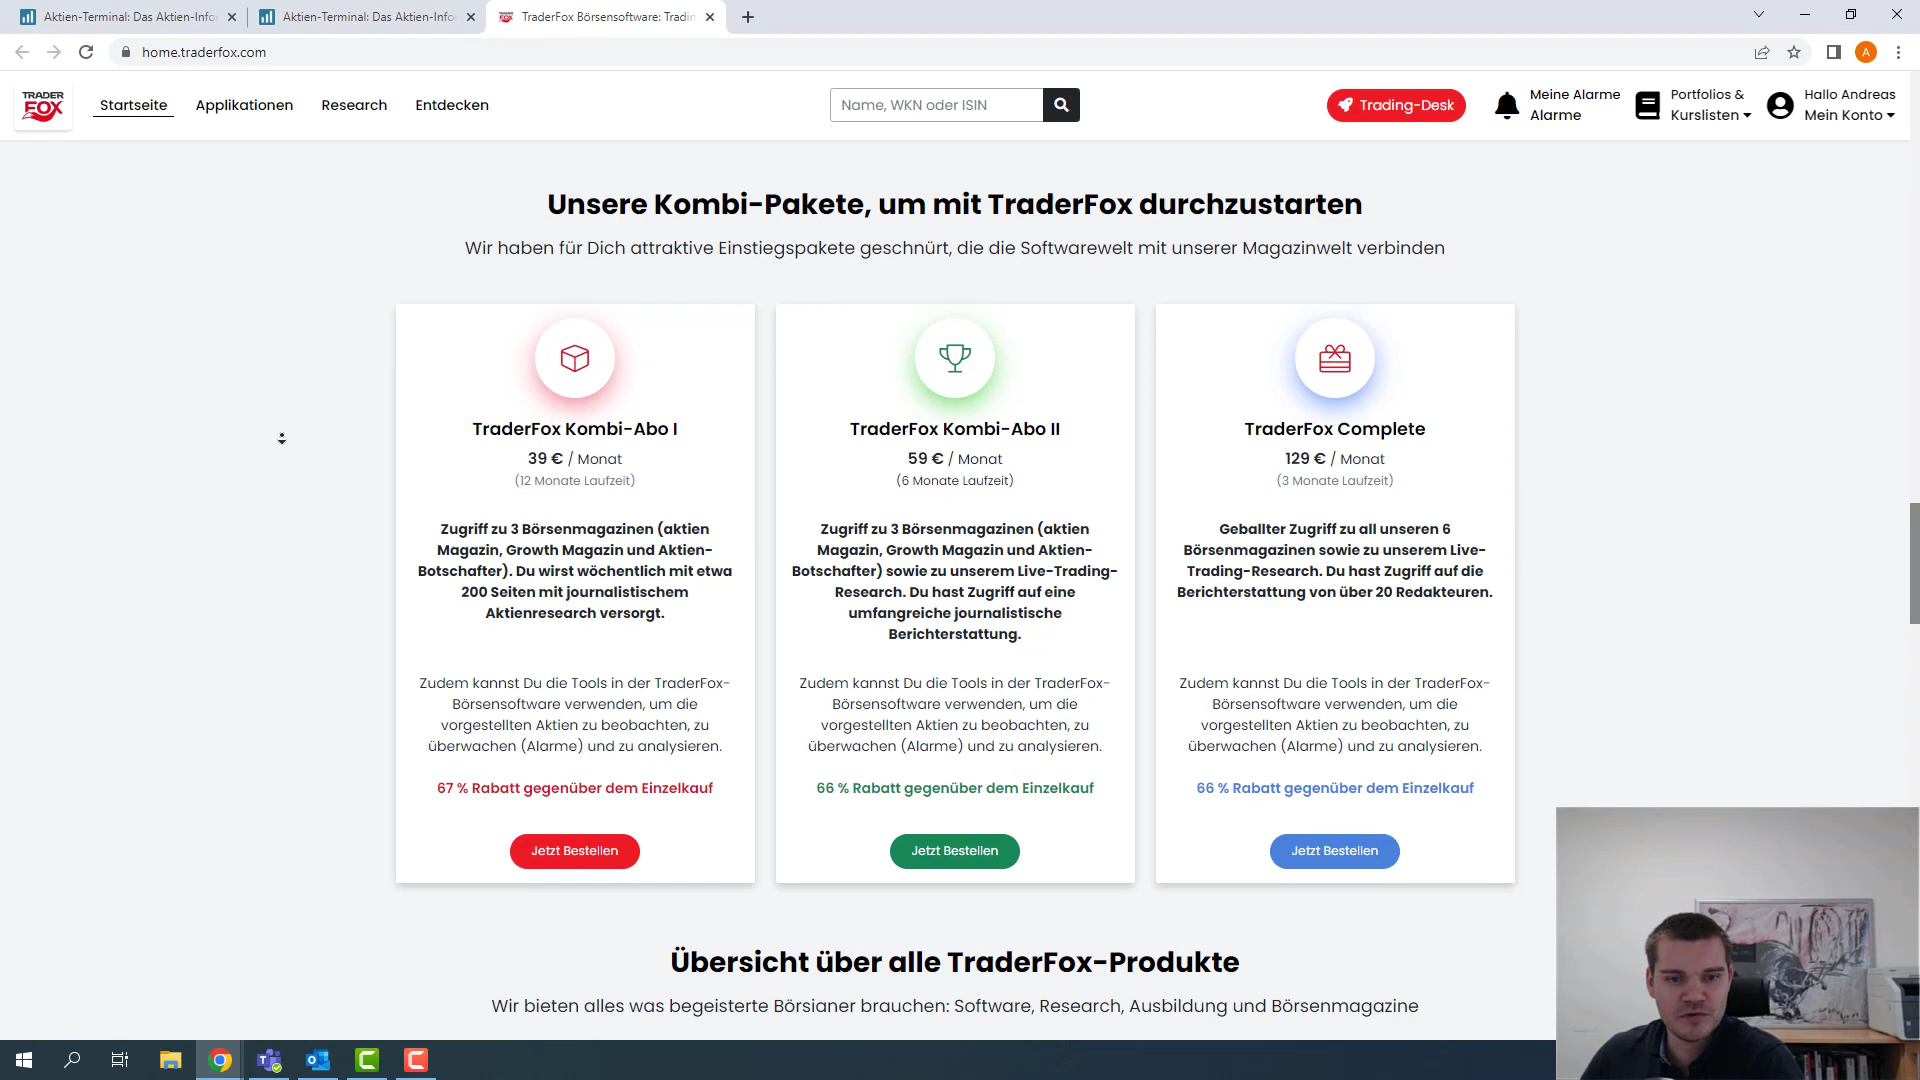 Aktien-Terminal: Das Aktien-Info
Aktien-Terminal: Das Aktien-Info
TraderFox Börsensoftware: Tradin
home.traderfox.com
A
TRADER
FOX
Startseite
Applikationen
Research
Entdecken
Name, WKN oder ISIN
Trading-Desk
Meine Alarme
Alarme
Portfolios &
Kurslisten
Hallo Andreas
Mein Konto
Unsere Kombi-Pakete, um mit TraderFox durchzustarten
Wir haben für Dich attraktive Einstiegspakete geschnürt, die die Softwarewelt mit unserer Magazinwelt verbinden
TraderFox Kombi-Abo I
39 € / Monat
(12 Monate Laufzeit)
Zugriff zu 3 Börsenmagazinen (aktien
Magazin, Growth Magazin und Aktien-
Botschafter). Du wirst wöchentlich mit etwa
200 Seiten mit journalistischem
Aktienresearch versorgt.
Zudem kannst Du die Tools in der TraderFox-
Börsensoftware verwenden, um die
vorgestellten Aktien zu beobachten, zu
überwachen (Alarme) und zu analysieren.
67 % Rabatt gegenüber dem Einzelkauf
Jetzt Bestellen
TraderFox Kombi-Abo II
59 € / Monat
(6 Monate Laufzeit)
Zugriff zu 3 Börsenmagazinen (aktien
Magazin, Growth Magazin und Aktien-
Botschafter) sowie zu unserem Live-Trading-
Research. Du hast Zugriff auf eine
umfangreiche journalistische
Berichterstattung.
Zudem kannst Du die Tools in der TraderFox-
Börsensoftware verwenden, um die
vorgestellten Aktien zu beobachten, zu
überwachen (Alarme) und zu analysieren.
66 % Rabatt gegenüber dem Einzelkauf
Jetzt Bestellen
TraderFox Complete
129 € / Monat
(3 Monate Laufzeit)
Geballter Zugriff zu all unseren 6
Börsenmagazinen sowie zu unserem Live-
Trading-Research. Du hast Zugriff auf die
Berichterstattung von über 20 Redakteuren.
Zudem kannst Du die Tools in der TraderFox-
Börsensoftware verwenden, um die
vorgestellten Aktien zu beobachten, zu
überwachen (Alarme) und zu analysieren.
66 % Rabatt gegenüber dem Einzelkauf
Jetzt Bestellen
Übersicht über alle TraderFox-Produkte
Wir bieten alles was begeisterte Börsianer brauchen: Software, Research, Ausbildung und Börsenmagazine